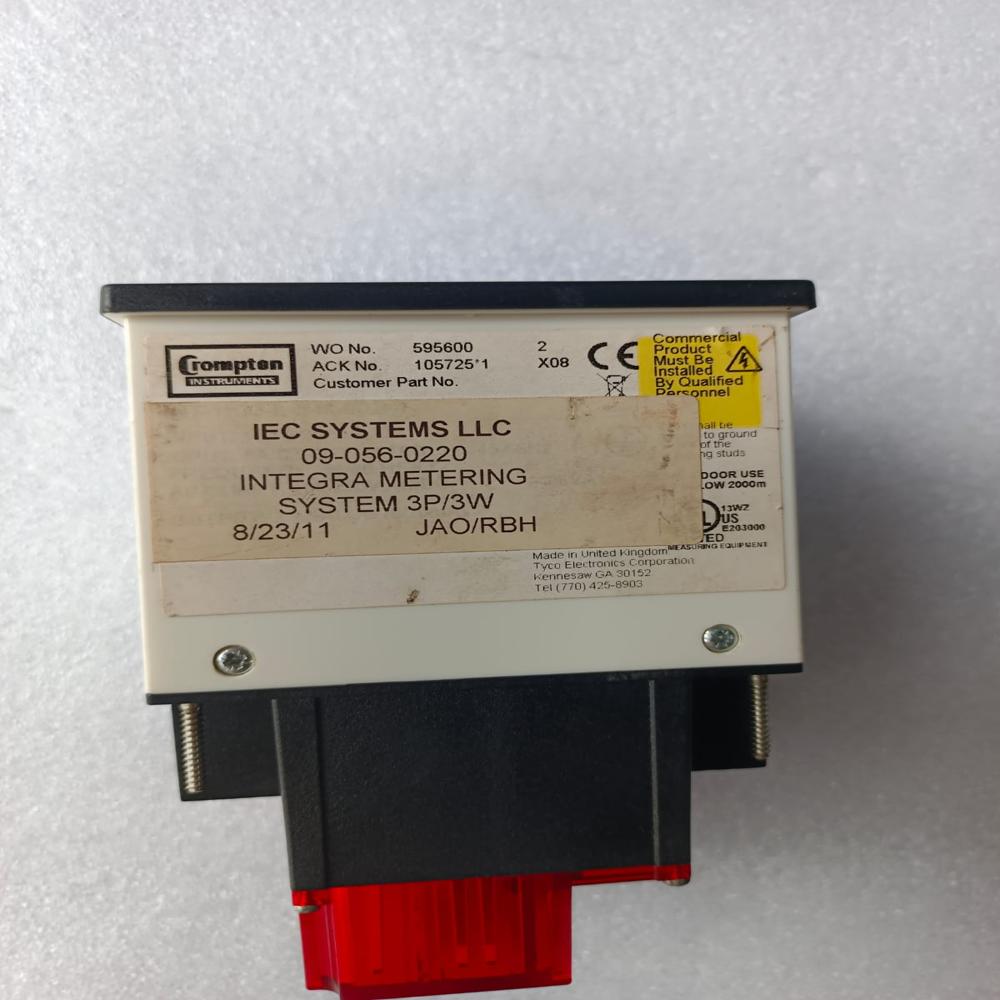 Crompton
INSTRUMENTS
WO No. 595600 2
ACK No. 105725*1 X08
Customer Part No.
CE
Commercial
Product
Must Be
Installed
By Qualified
Personnel
IEC SYSTEMS LLC
09-056-0220
INTEGRA METERING
SYSTEM 3P/3W
8/23/11 JAO/RBH
to ground
of the
studs
USE
2000m
13WZ
US
E203000
MEASURING EQUIPMENT
Made in United Kingdom
Tyco Electronics Corporation
Kennesaw GA 30152
Tel (770) 425-8903